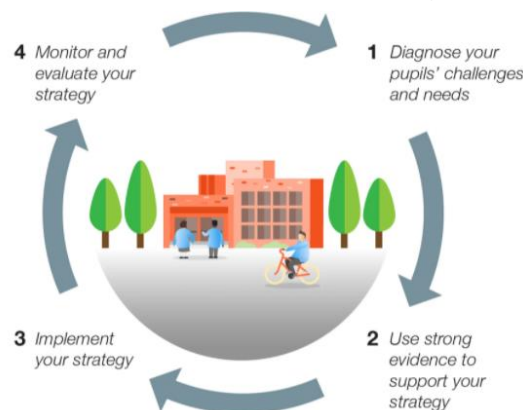 1 Diagnose your
pupils’ challenges
and needs
2 Use strong
evidence to
support your
strategy
3 Implement
your strategy
4 Monitor and
evaluate your
strategy